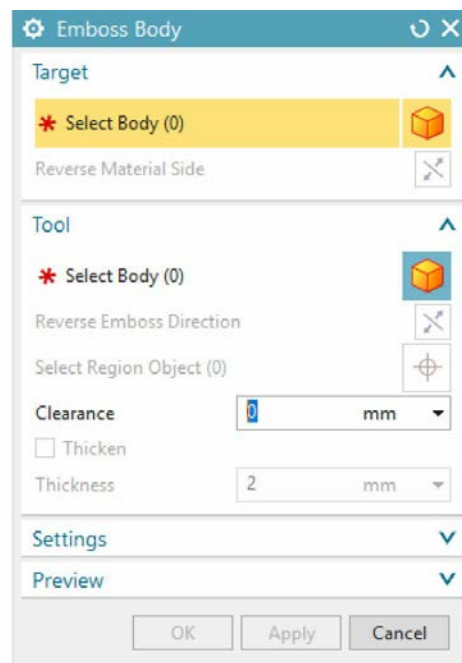 Emboss Body
Target
* Select Body (0)
Reverse Material Side
Tool
* Select Body (0)
Reverse Emboss Direction
Select Region Object (0)
Clearance 0 mm
Thicken
Thickness 2 mm
Settings
Preview
OK Apply Cancel